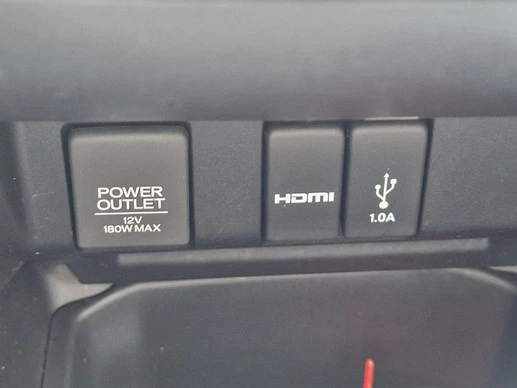 POWER
OUTLET
12V
180W MAX
HDMI
1.0A